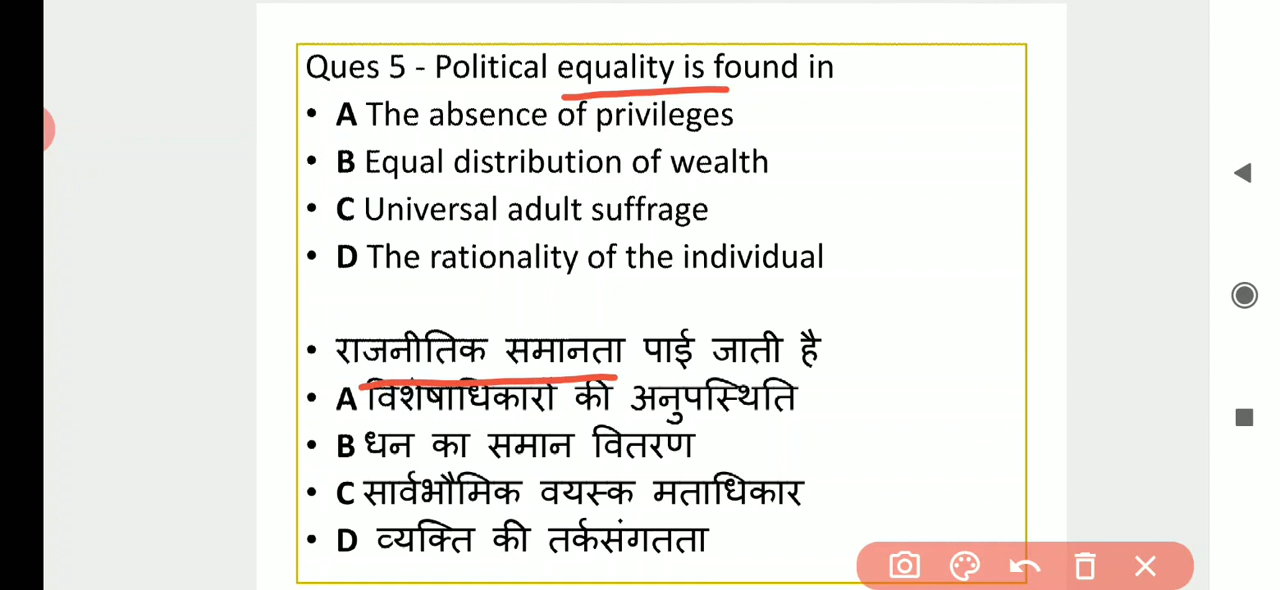 Ques 5 - Political equality is found in
• A The absence of privileges
• B Equal distribution of wealth
• C Universal adult suffrage
• D The rationality of the individual
• राजनीतिक समानता पाई जाती है
• A विशेषाधिकारों की अनुपस्थिति
• B धन का समान वितरण
• C सार्वभौमिक वयस्क मताधिकार
• D व्यक्ति की तर्कसंगतता